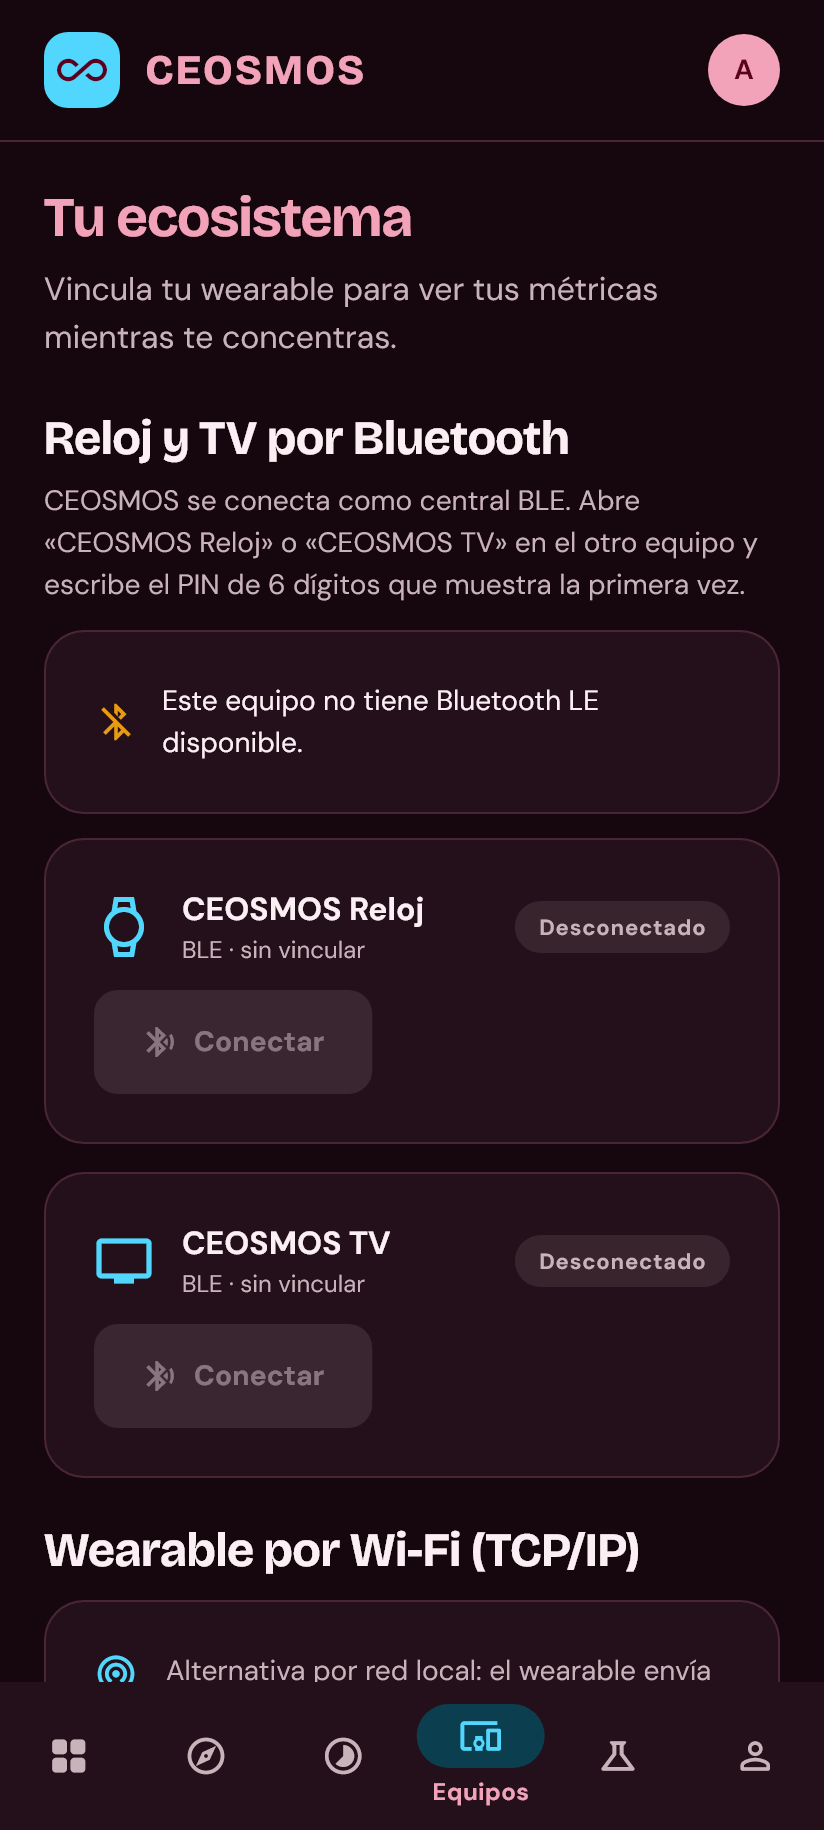 CEOSMOS
A
Tu ecosistema
Vincula tu wearable para ver tus métricas
mientras te concentras.
Reloj y TV por Bluetooth
CEOSMOS se conecta como central BLE. Abre
«CEOSMOS Reloj» o «CEOSMOS TV» en el otro equipo y
escribe el PIN de 6 dígitos que muestra la primera vez.
Este equipo no tiene Bluetooth LE
disponible.
CEOSMOS Reloj
Desconectado
BLE · sin vincular
Conectar
CEOSMOS TV
Desconectado
BLE · sin vincular
Conectar
Wearable por Wi-Fi (TCP/IP)
Alternativa por red local: el wearable envía
Equipos